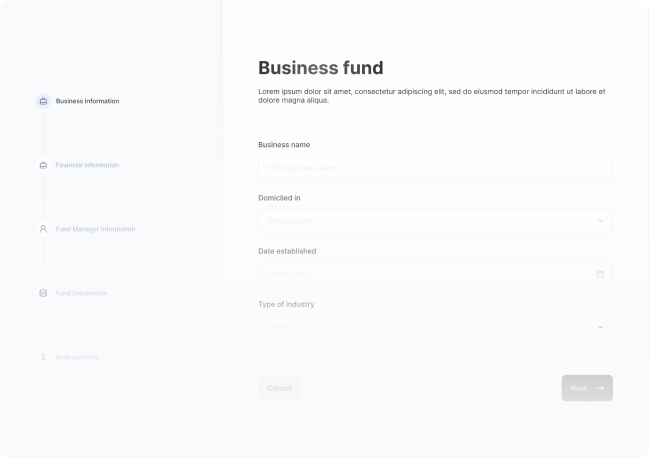 Business information
Financial Information
Fund Manager Information
Fund Documents
Base currency
Business fund
Lorem ipsum dolor sit amet, consectetur adipiscing elit, sed do eiusmod tempor incididunt ut labore et
dolore magna aliqua.
Business name
Enter business name
Domiciled in
Select country
Date established
Select date
Type of industry
Cancel
Next